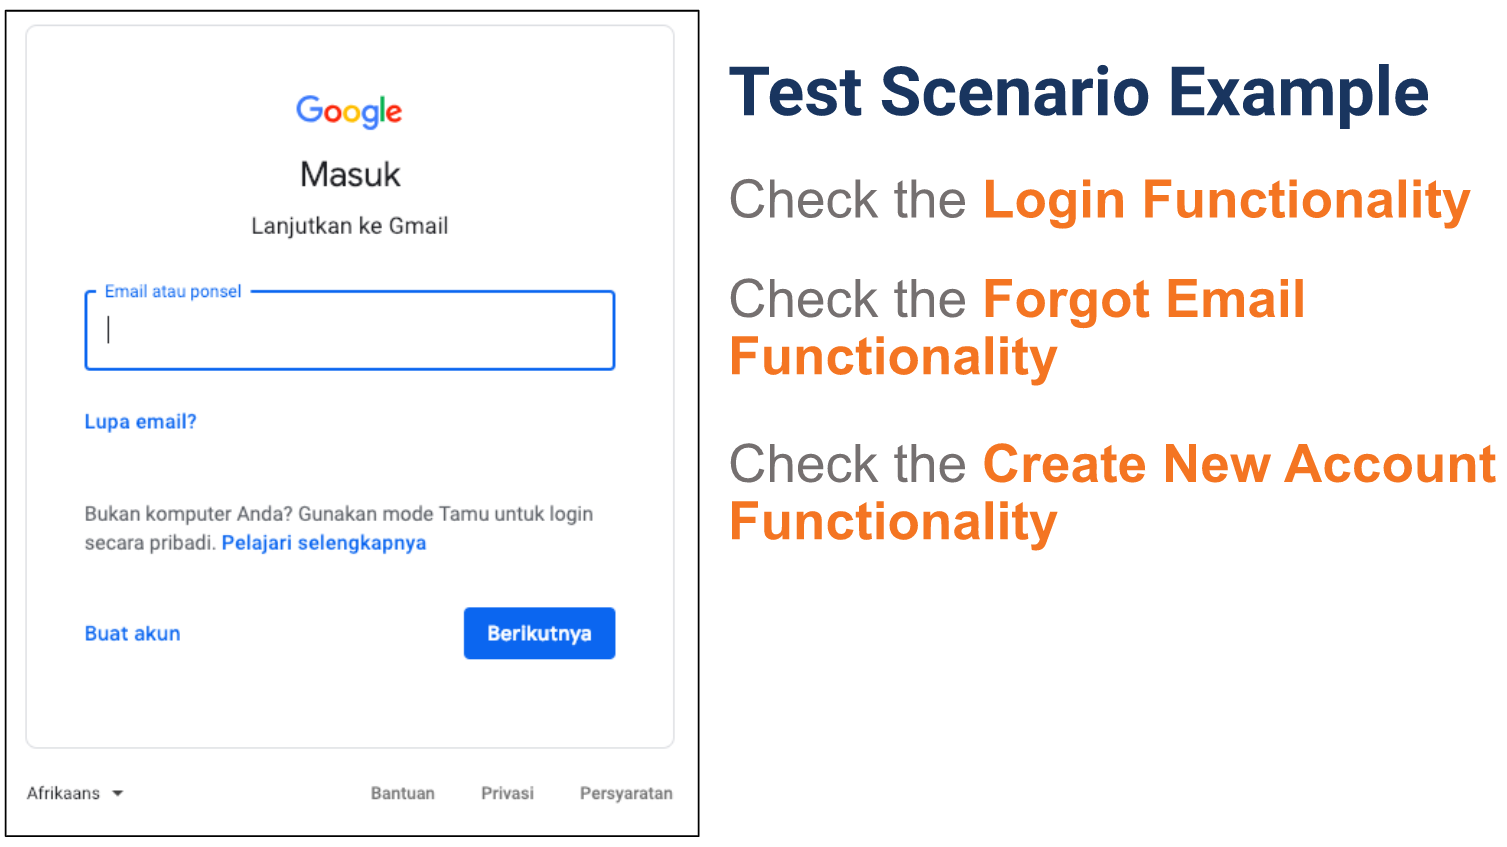 Google
Masuk
Lanjutkan ke Gmail
Email atau ponsel
Lupa email?
Bukan komputer Anda? Gunakan mode Tamu untuk login
secara pribadi. Pelajari selengkapnya
Buat akun
Berikutnya
Afrikaans
Bantuan
Privasi
Persyaratan
Test Scenario Example
Check the Login Functionality
Check the Forgot Email
Functionality
Check the Create New Account
Functionality